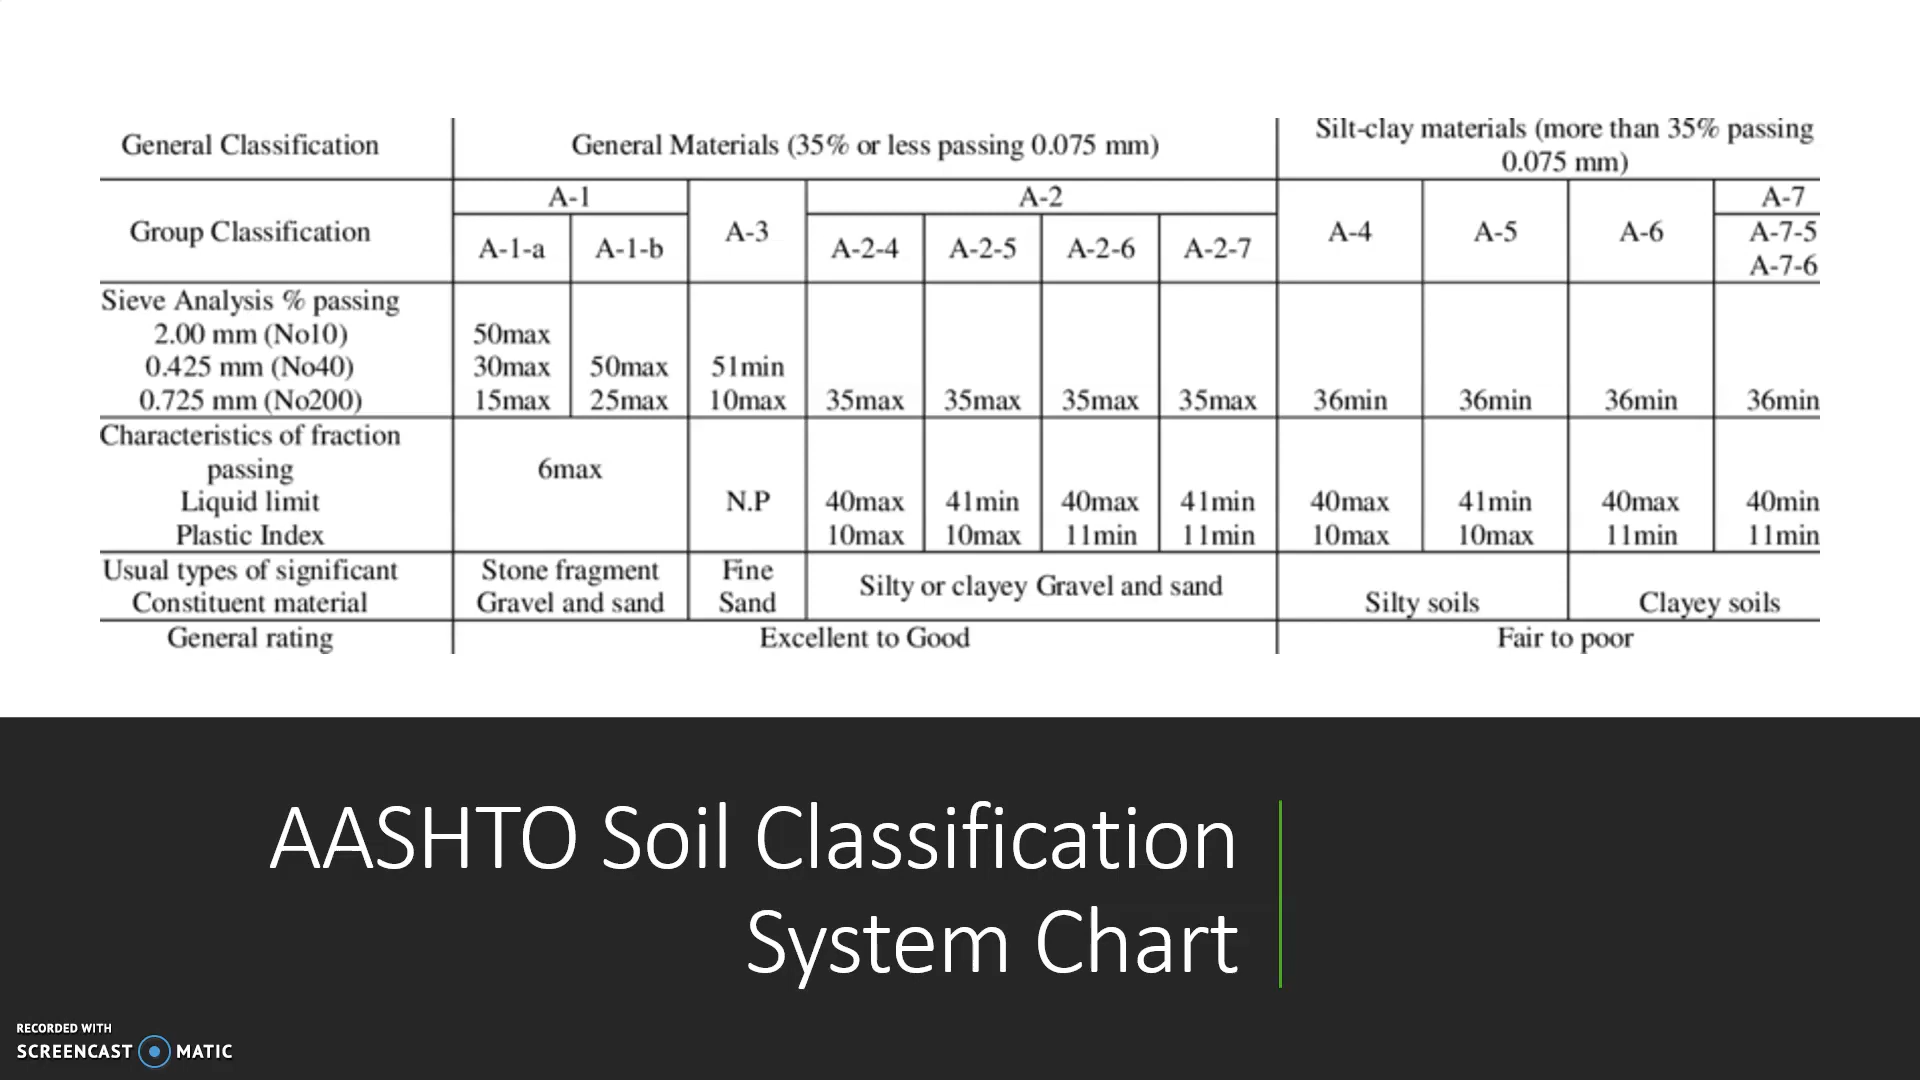 General Classification General Materials (35% or less passing 0.075 mm) Silt-clay materials (more than 35% passing
0.075 mm)
A-1 A-2 A-7
Group Classification A-3 A-4 A-5 A-6 A-7-5
A-1-a A-1-b A-2-4 A-2-5 A-2-6 A-2-7
A-7-6
Sieve Analysis % passing
2.00 mm (No10) 50max
0.425 mm (No40) 30max 50max 51min
0.725 mm (No200) 15max 25max 10max 35max 35max 35max 35max 36min 36min 36min 36min
Characteristics of fraction
passing 6max
Liquid limit N.P 40max 41min 40max 41min 40max 41min 40max 40min
Plastic Index 10max 10max 11min 11min 10max 10max 11min 11min
Usual types of significant Stone fragment Fine Silty or clayey Gravel and sand
Constituent material Gravel and sand Sand Silty soils Clayey soils
General rating Excellent to Good Fair to poor
AASHTO Soil Classification
System Chart
RECORDED WITH
SCREENCAST MATIC